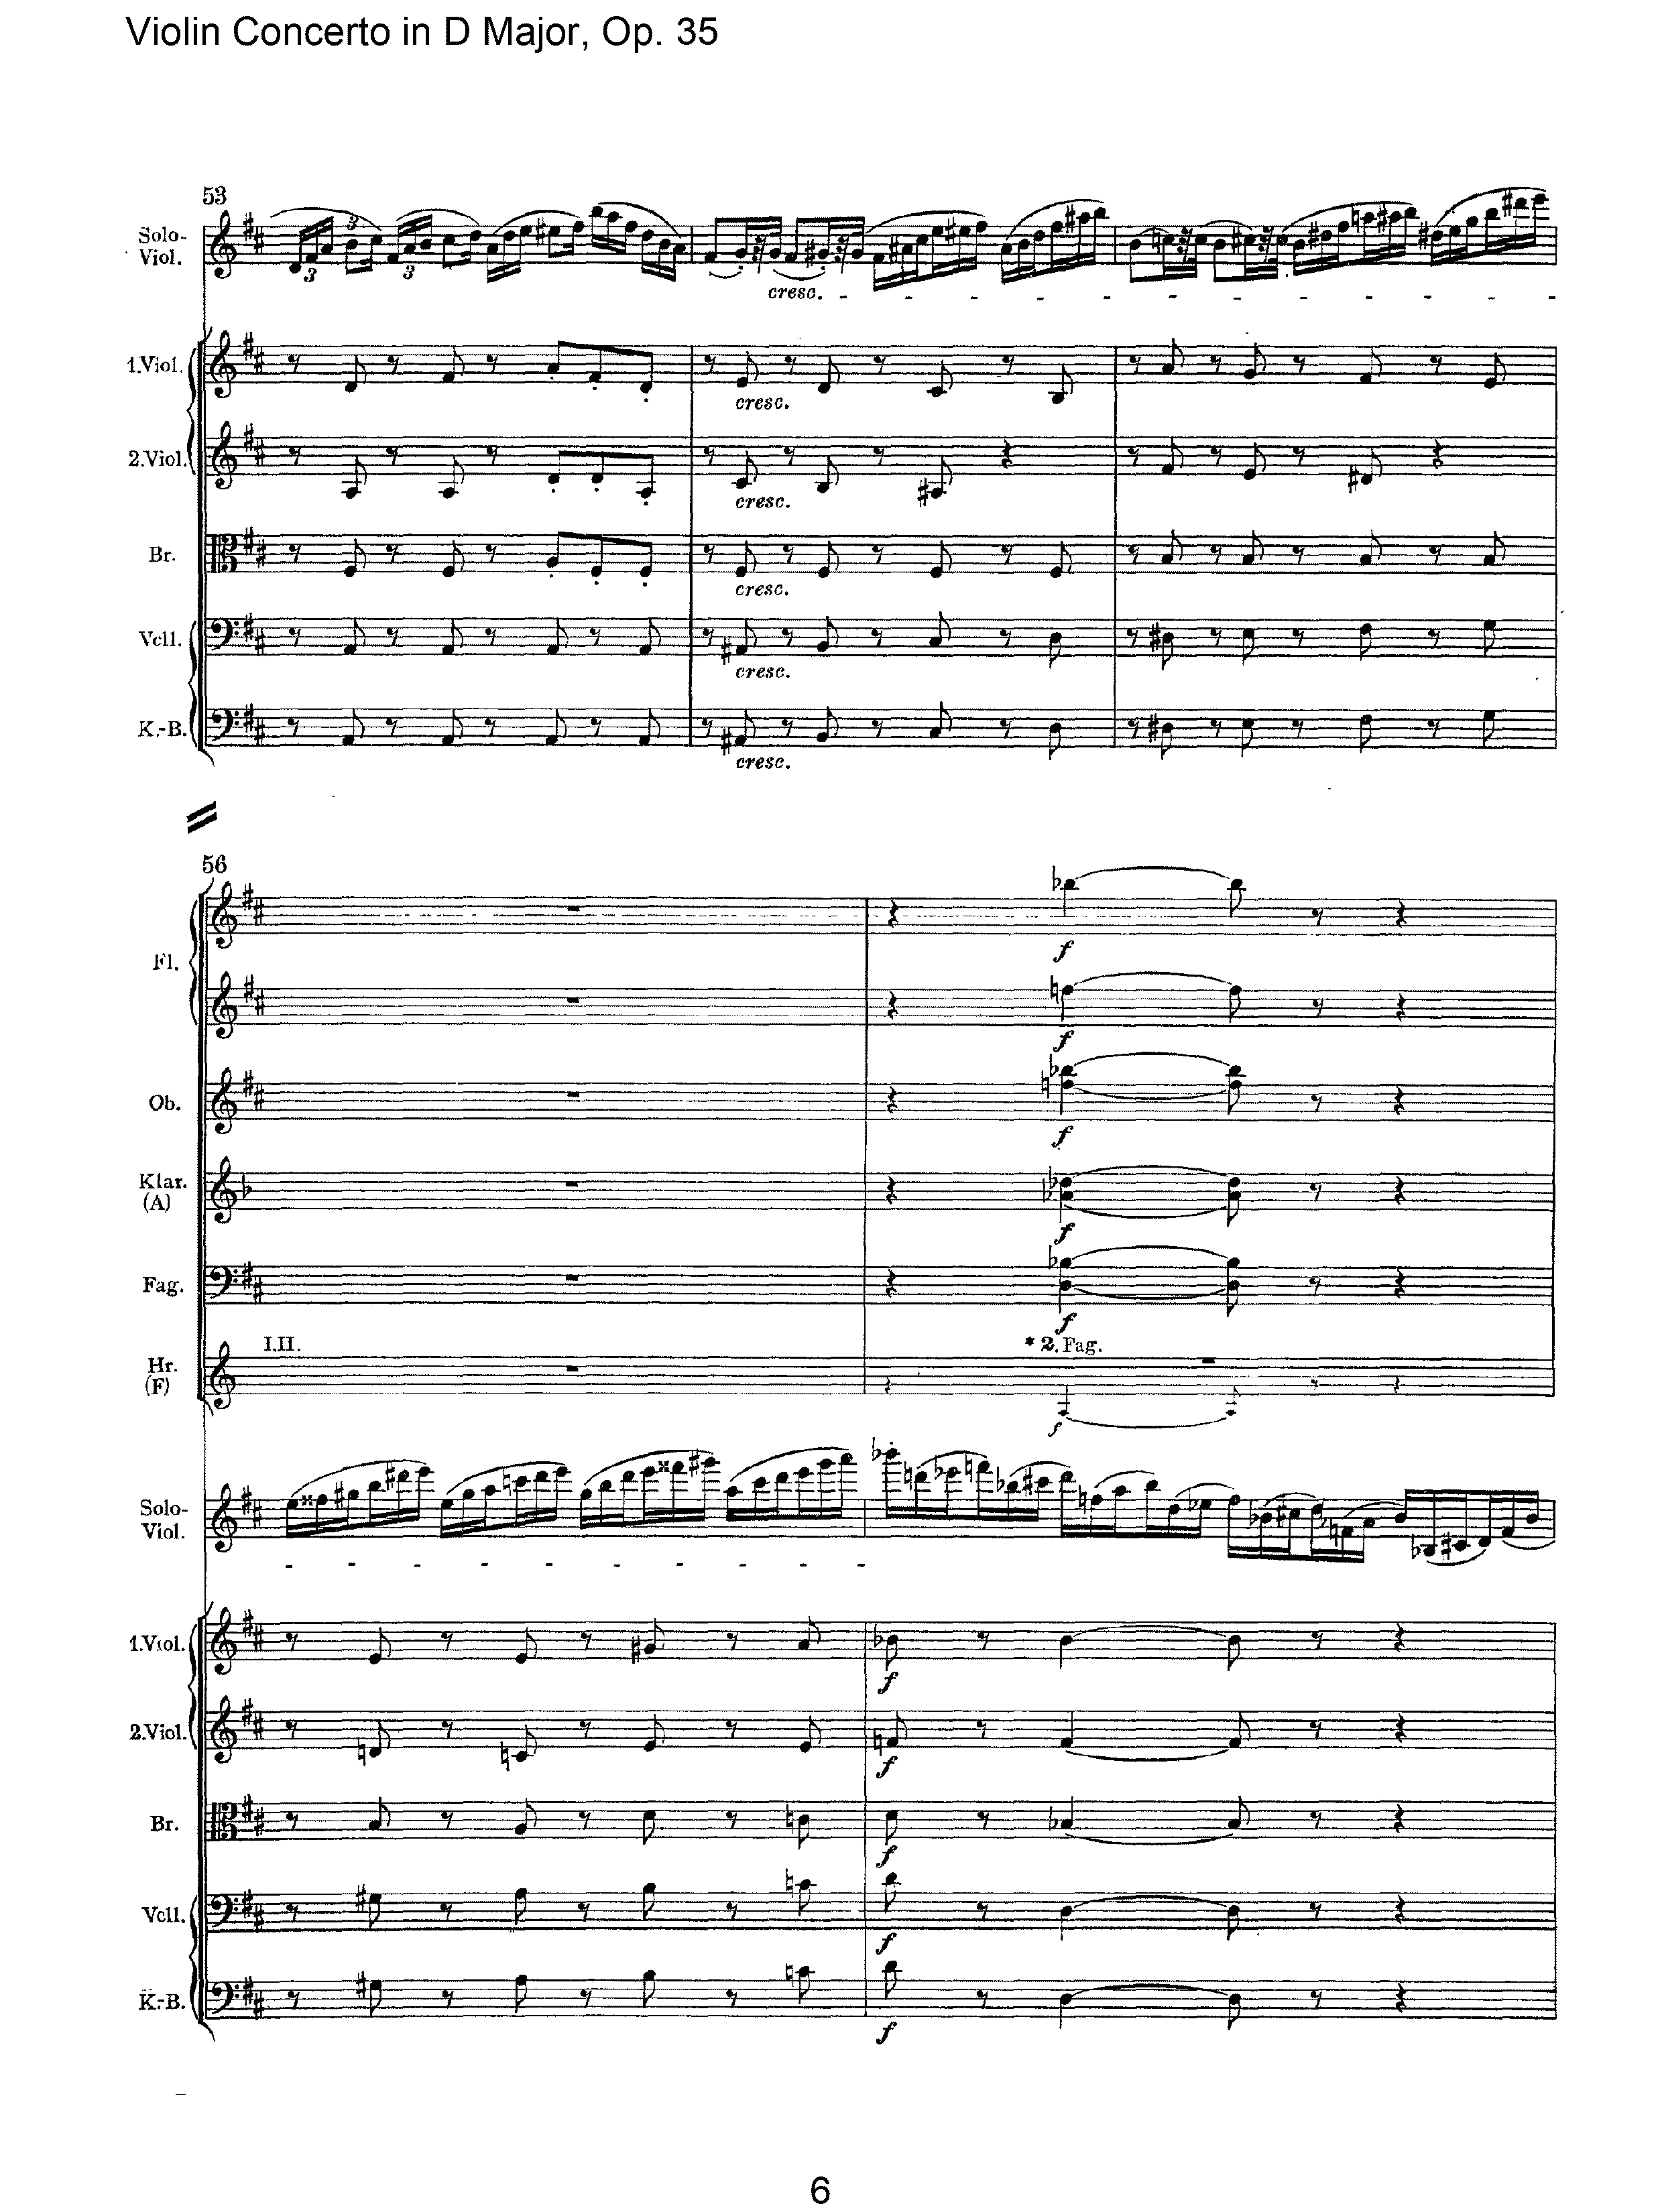 Violin Concerto in D Major, Op. 35
53
Solo-
Viol.
3 3 3
cresc.
1.Viol.
cresc.
2.Viol.
cresc.
Br.
cresc.
Vcll.
cresc.
K.-B.
cresc.
56
Fl.
f
f
Ob.
f
Klar.
(A)
f
Fag.
f
I.II.
* 2. Fag.
Hr.
(F)
f
Solo-
Viol.
1.Viol.
f
2.Viol.
f
Br.
f
Vcll.
f
K.-B.
f
6